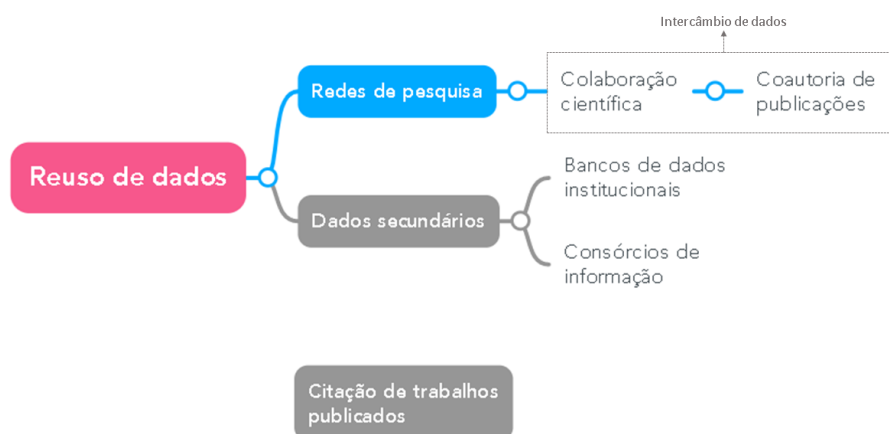 Intercâmbio de dados
Redes de pesquisa
Colaboração
científica
Coautoria de
publicações
Reuso de dados
Dados secundários
Bancos de dados
institucionais
Consórcios de
informação
Citação de trabalhos
publicados